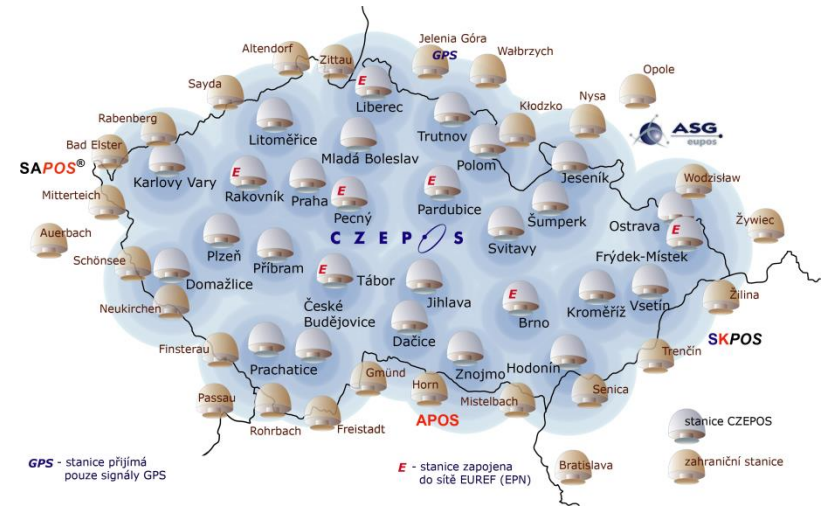 Jelenia Góra
GPS
Altendorf
Zittau
Wałbrzych
Opole
Sayda
E
Liberec
Nysa
Rabenberg
Kłodzko
ASG
eupos
Litoměřice
Trutnov
Bad Elster
Mladá Boleslav
Polom
SAPOS®
Karlovy Vary
E
Rakovník
Praha
E
Pecný
E
Pardubice
Jeseník
Wodzisław
Mitterteich
Šumperk
Ostrava
Żywiec
Auerbach
CZEPOS
Svitavy
E
Plzeň
Příbram
Frýdek-Místek
Schönsee
Domažlice
E
Tábor
Jihlava
E
Žilina
Neukirchen
České
Budějovice
Brno
Kroměříž
Vsetín
Dačice
SKPOS
Finsterau
Prachatice
Gmünd
Znojmo
Hodonín
Trenčín
Passau
Horn
Mistelbach
Senica
Rohrbach
Freistadt
APOS
stanice CZEPOS
GPS - stanice přijímá
pouze signály GPS
E - stanice zapojena
do sítě EUREF (EPN)
Bratislava
zahraniční stanice